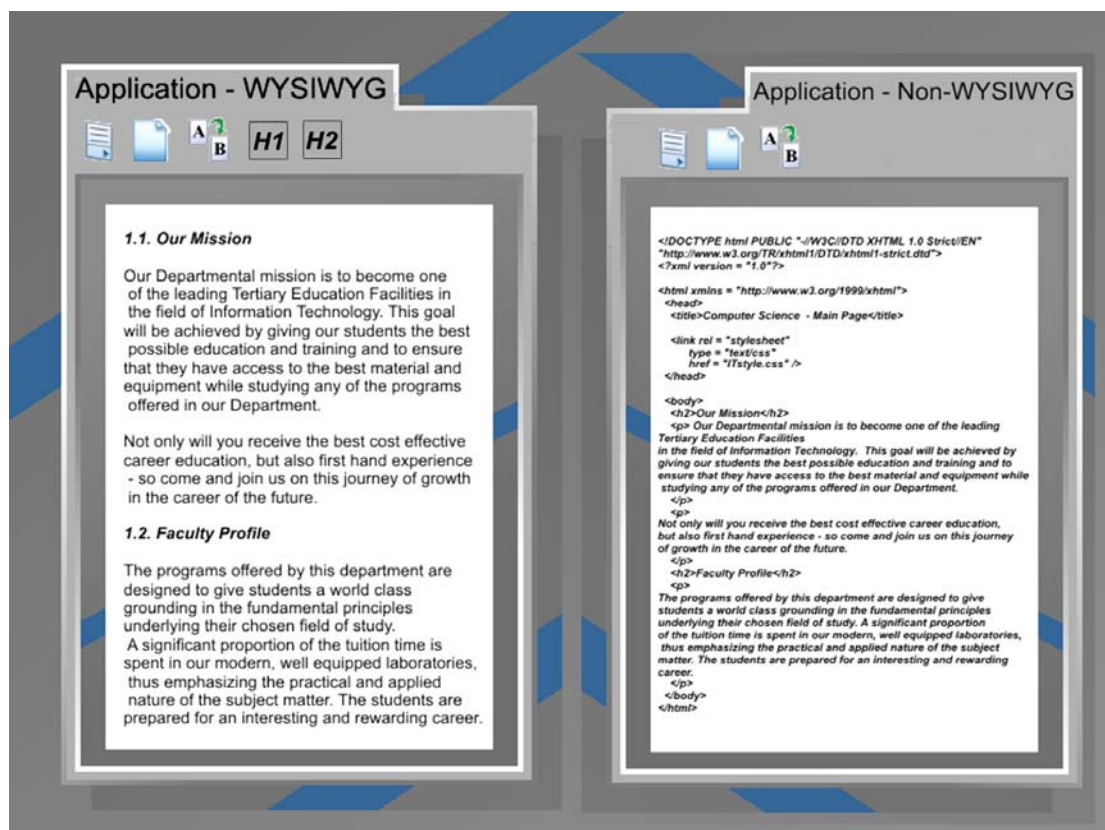 Application - WYSIWYG
A
B
H1
H2
1.1. Our Mission
Our Departmental mission is to become one
of the leading Tertiary Education Facilities in
the field of Information Technology. This goal
will be achieved by giving our students the best
possible education and training and to ensure
that they have access to the best material and
equipment while studying any of the programs
offered in our Department.
Not only will you receive the best cost effective
career education, but also first hand experience
- so come and join us on this journey of growth
in the career of the future.
1.2. Faculty Profile
The programs offered by this department are
designed to give students a world class
grounding in the fundamental principles
underlying their chosen field of study.
A significant proportion of the tuition time is
spent in our modern, well equipped laboratories,
thus emphasizing the practical and applied
nature of the subject matter. The students are
prepared for an interesting and rewarding career.
Application - Non-WYSIWYG
A
B
<!DOCTYPE html PUBLIC "-//W3C//DTD XHTML 1.0 Strict//EN"
"http://www.w3.org/TR/xhtml1/DTD/xhtml1-strict.dtd">
<?xml version = "1.0"?>
<html xmlns = "http://www.w3.org/1999/xhtml">
<head>
<title>Computer Science - Main Page</title>
<link rel = "stylesheet"
type = "text/css"
href = "ITstyle.css" />
</head>
<body>
<h2>Our Mission</h2>
<p> Our Departmental mission is to become one of the leading
Tertiary Education Facilities
in the field of Information Technology. This goal will be achieved by
giving our students the best possible education and training and to
ensure that they have access to the best material and equipment while
studying any of the programs offered in our Department.
</p>
<p>
Not only will you receive the best cost effective career education,
but also first hand experience - so come and join us on this journey
of growth in the career of the future.
</p>
<h2>Faculty Profile</h2>
<p>
The programs offered by this department are designed to give
students a world class grounding in the fundamental principles
underlying their chosen field of study. A significant proportion
of the tuition time is spent in our modern, well equipped laboratories,
thus emphasizing the practical and applied nature of the subject
matter. The students are prepared for an interesting and rewarding
career.
</p>
</body>
</html>